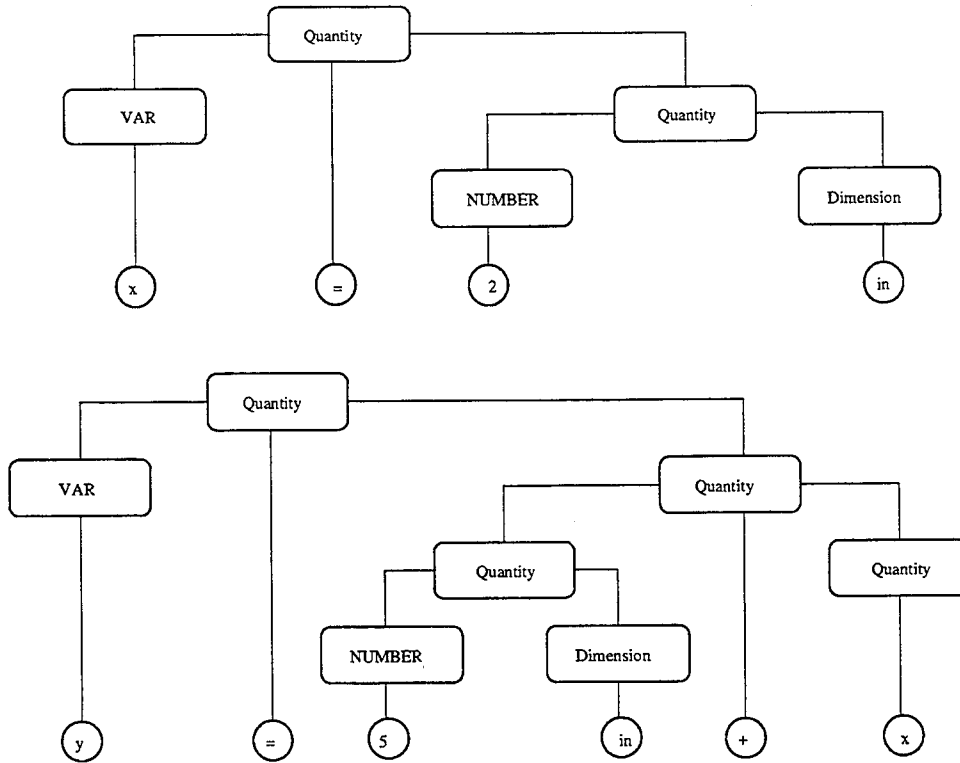 Quantity
VAR
Quantity
NUMBER
Dimension
x
=
2
in
Quantity
VAR
Quantity
Quantity
Quantity
NUMBER
Dimension
y
=
5
in
+
x